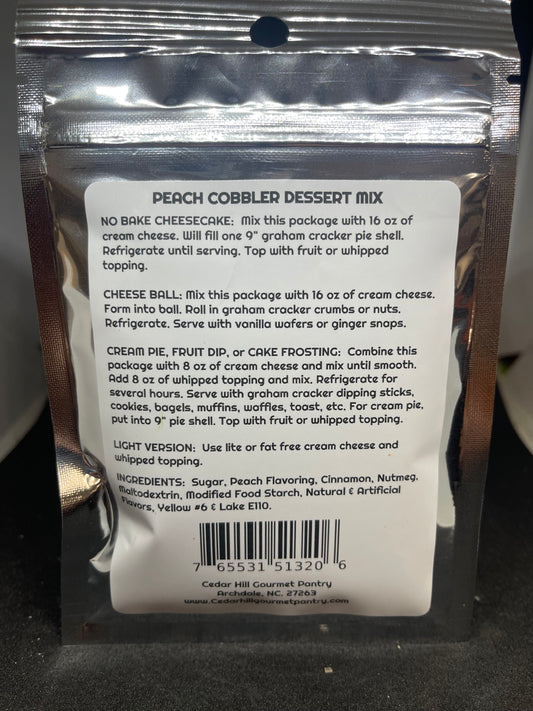 PEACH COBBLER DESSERT MIX
NO BAKE CHEESECAKE: Mix this package with 16 oz of
cream cheese. Will fill one 9" graham cracker pie shell.
Refrigerate until serving. Top with fruit or whipped
topping.
CHEESE BALL: Mix this package with 16 oz of cream cheese.
Form into ball. Roll in graham cracker crumbs or nuts.
Refrigerate. Serve with vanilla wafers or ginger snaps.
CREAM PIE, FRUIT DIP, or CAKE FROSTING: Combine this
package with 8 oz of cream cheese and mix until smooth.
Add 8 oz of whipped topping and mix. Refrigerate for
several hours. Serve with graham cracker dipping sticks,
cookies, bagels, muffins, waffles, toast, etc. For cream pie,
put into 9" pie shell. Top with fruit or whipped topping.
LIGHT VERSION: Use lite or fat free cream cheese and
whipped topping.
INGREDIENTS: Sugar, Peach Flavoring, Cinnamon, Nutmeg,
Maltodextrin, Modified Food Starch, Natural & Artificial
Flavors, Yellow #6 & Lake E110.
7 65531 51320 6
Cedar Hill Gourmet Pantry
Archdale, NC. 27263
www.Cedarhillgourmetpantry.com